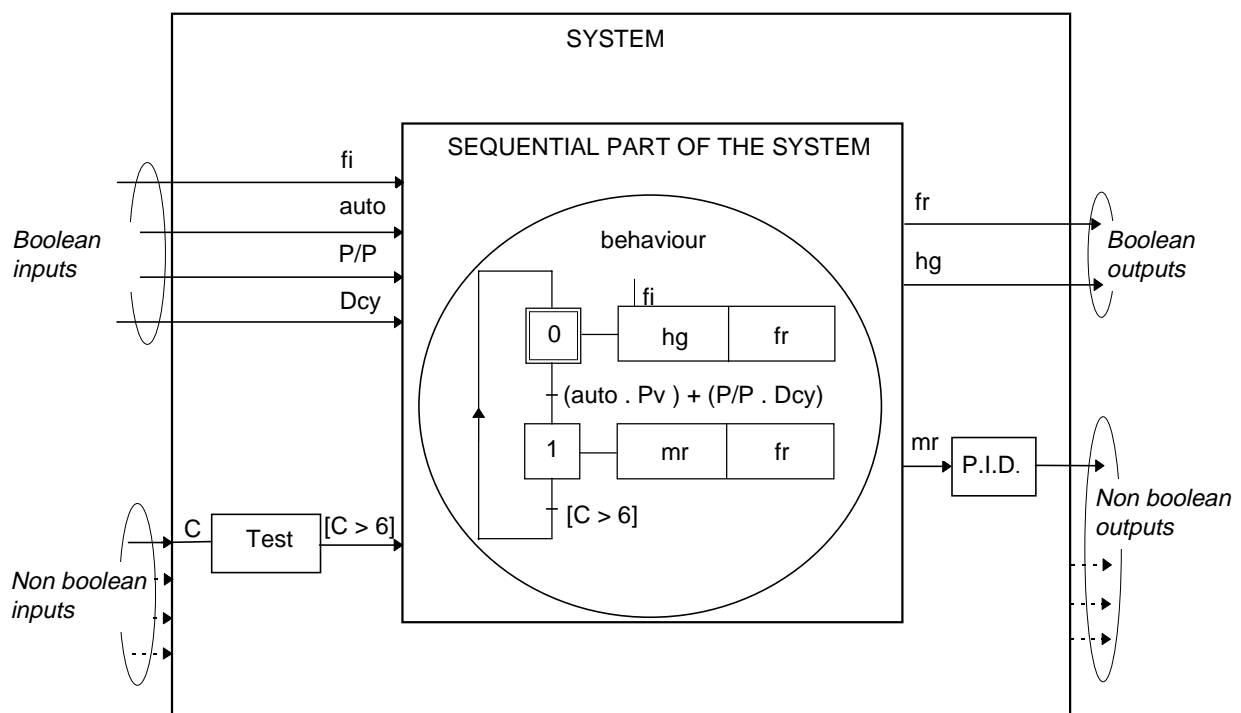 SYSTEM
SEQUENTIAL PART OF THE SYSTEM
fi
auto
P/P
Dcy
Boolean
inputs
behaviour
fi
0
hg
fr
(auto . Pv ) + (P/P . Dcy)
1
mr
fr
[C > 6]
fr
hg
Boolean
outputs
mr
P.I.D.
Non boolean
outputs
C
Test
[C > 6]
Non boolean
inputs